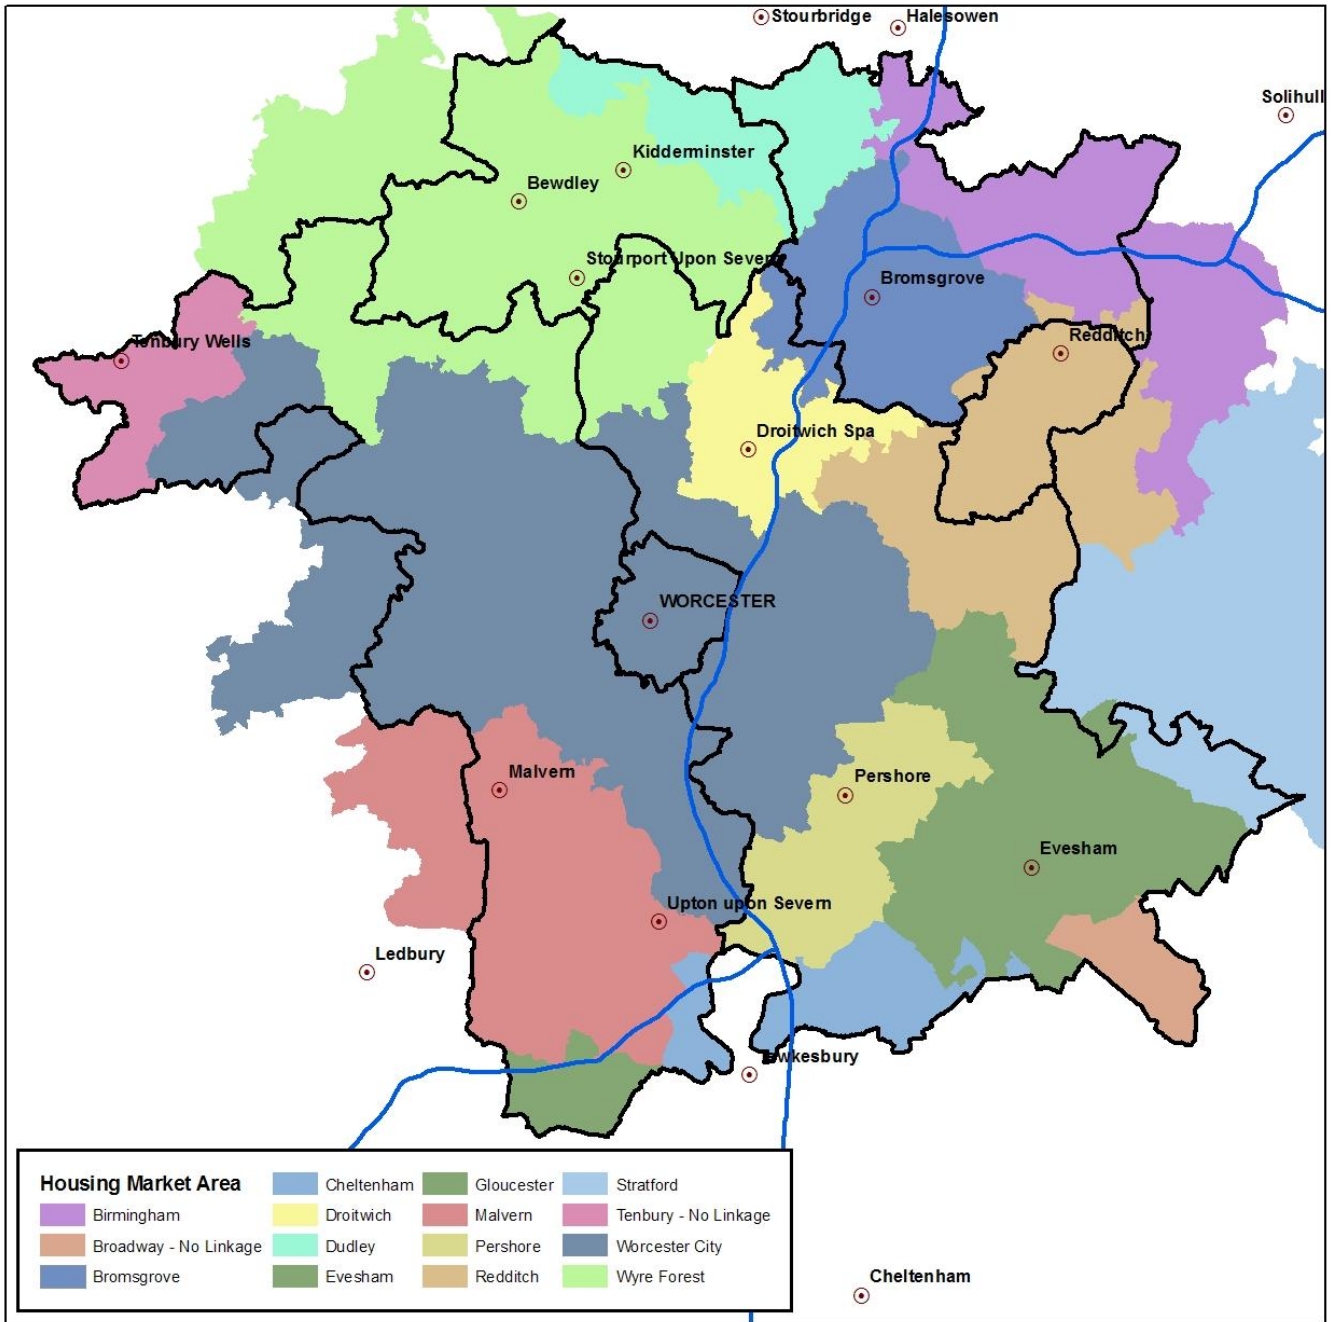 Stourbridge
Halesowen
Solihull
Kidderminster
Bewdley
Stourport Upon Severn
Bromsgrove
Tenbury Wells
Redditch
Droitwich Spa
WORCESTER
Malvern
Pershore
Evesham
Upton upon Severn
Ledbury
Tewkesbury
Housing Market Area
Birmingham
Broadway - No Linkage
Bromsgrove
Cheltenham
Droitwich
Dudley
Evesham
Gloucester
Malvern
Pershore
Redditch
Stratford
Tenbury - No Linkage
Worcester City
Wyre Forest
Cheltenham